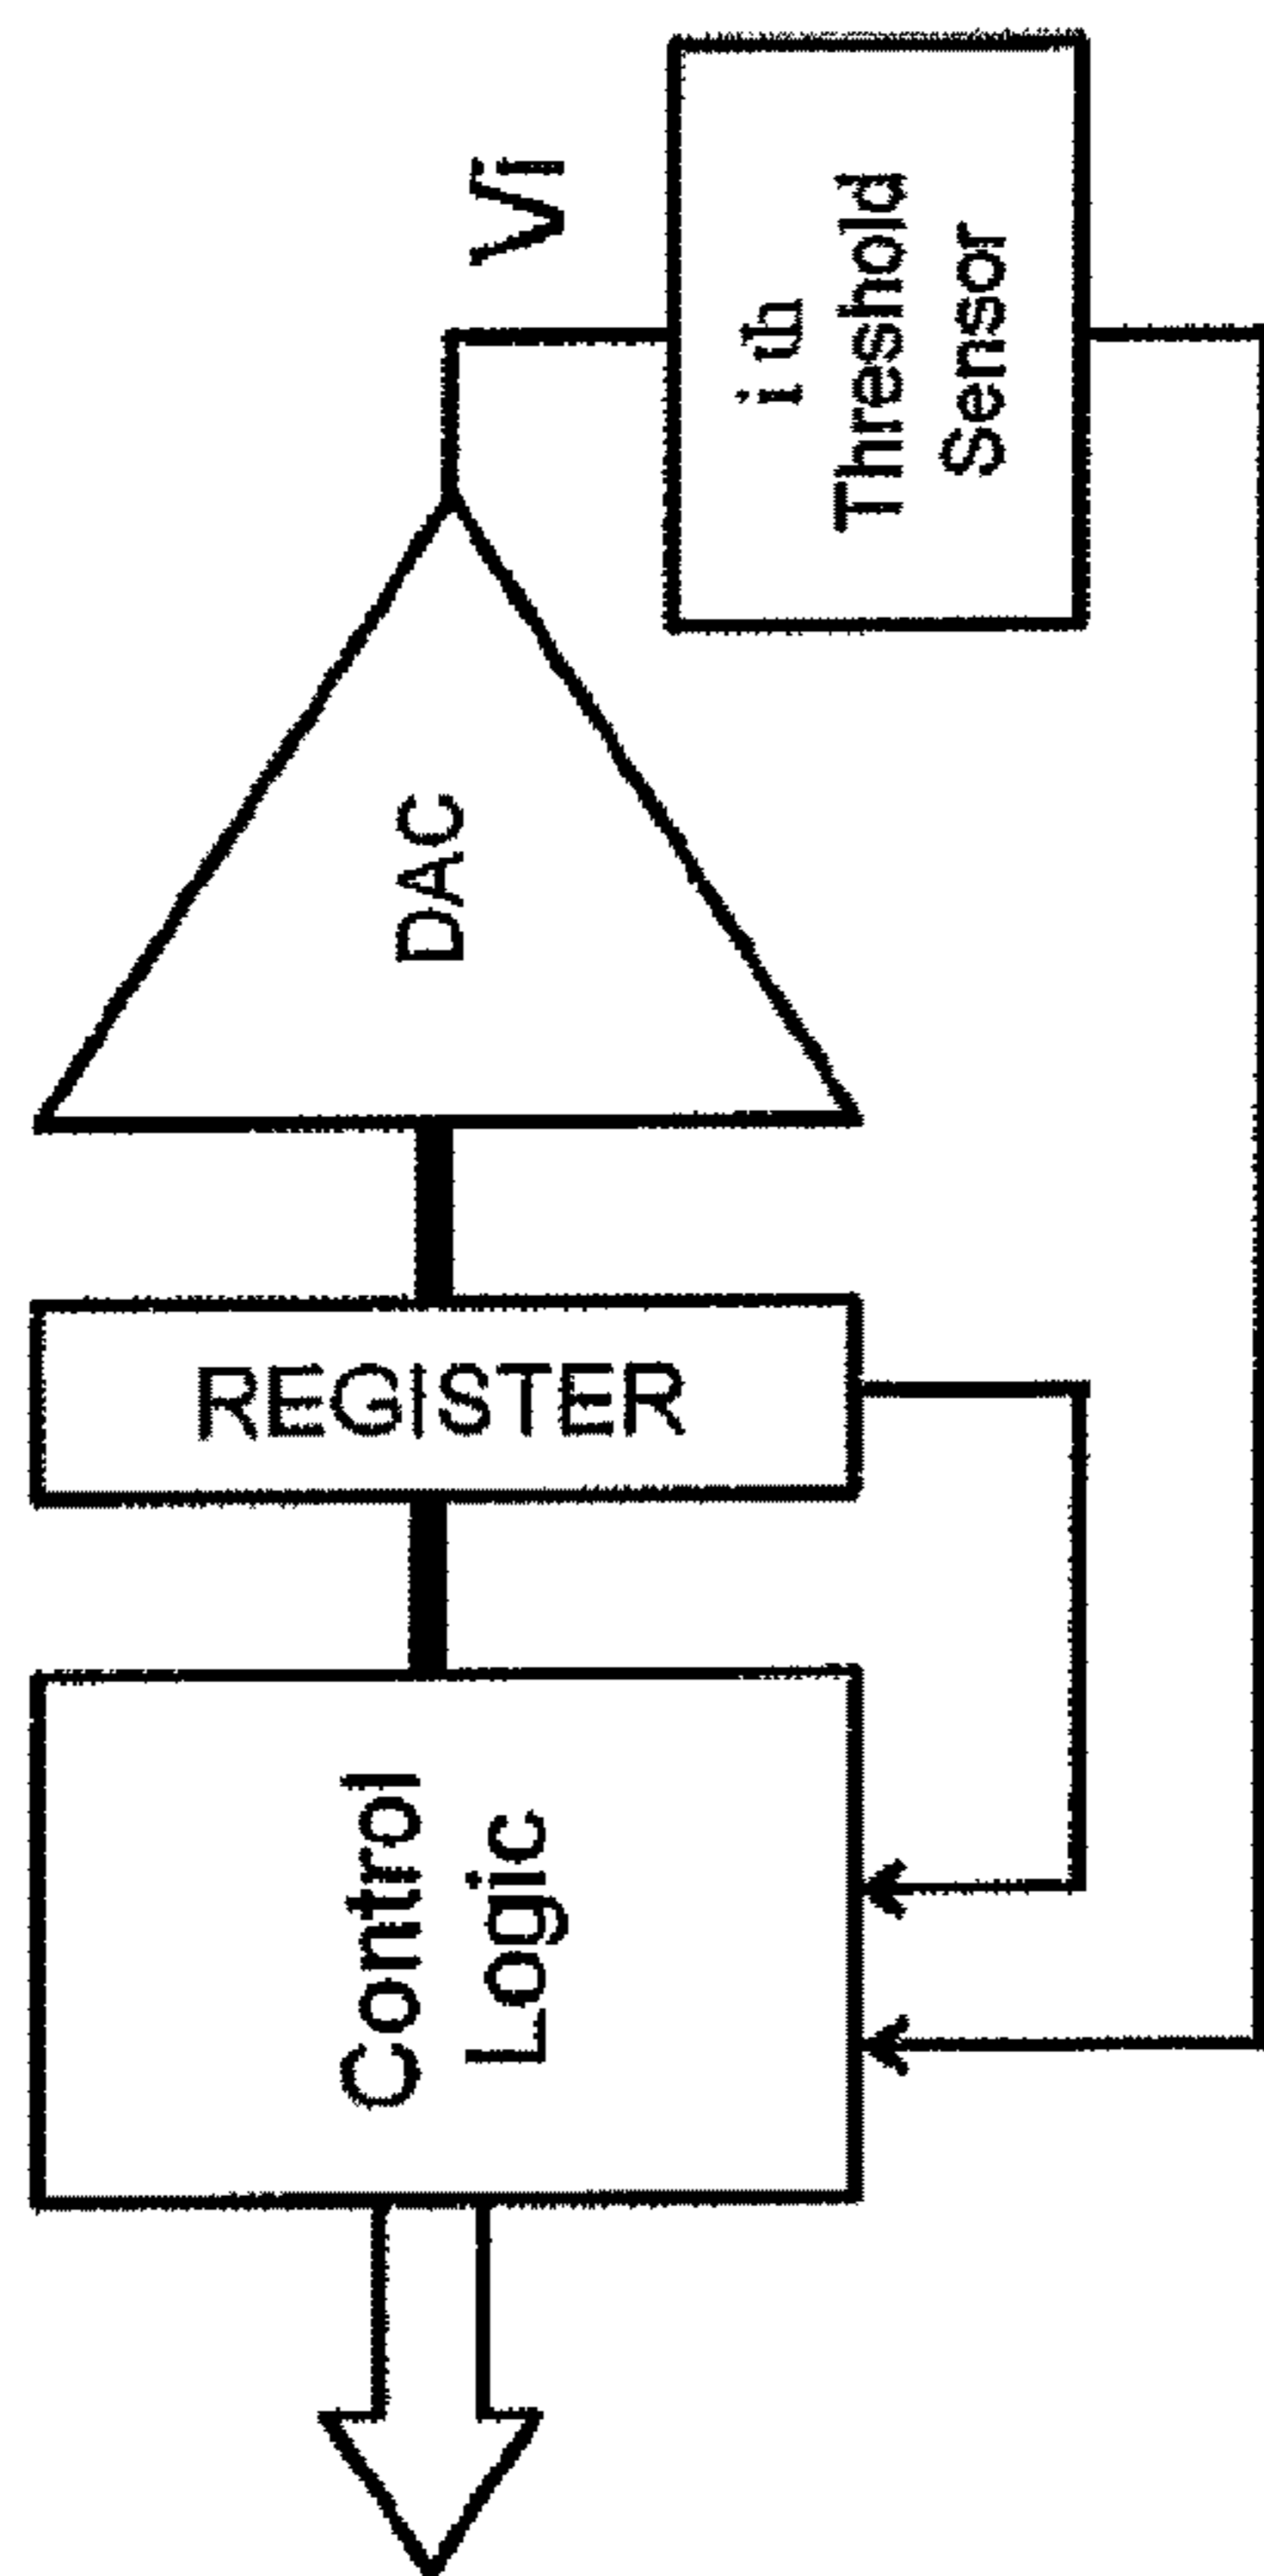 Control
Logic
REGISTER
DAC
Vi
i th
Threshold
Sensor